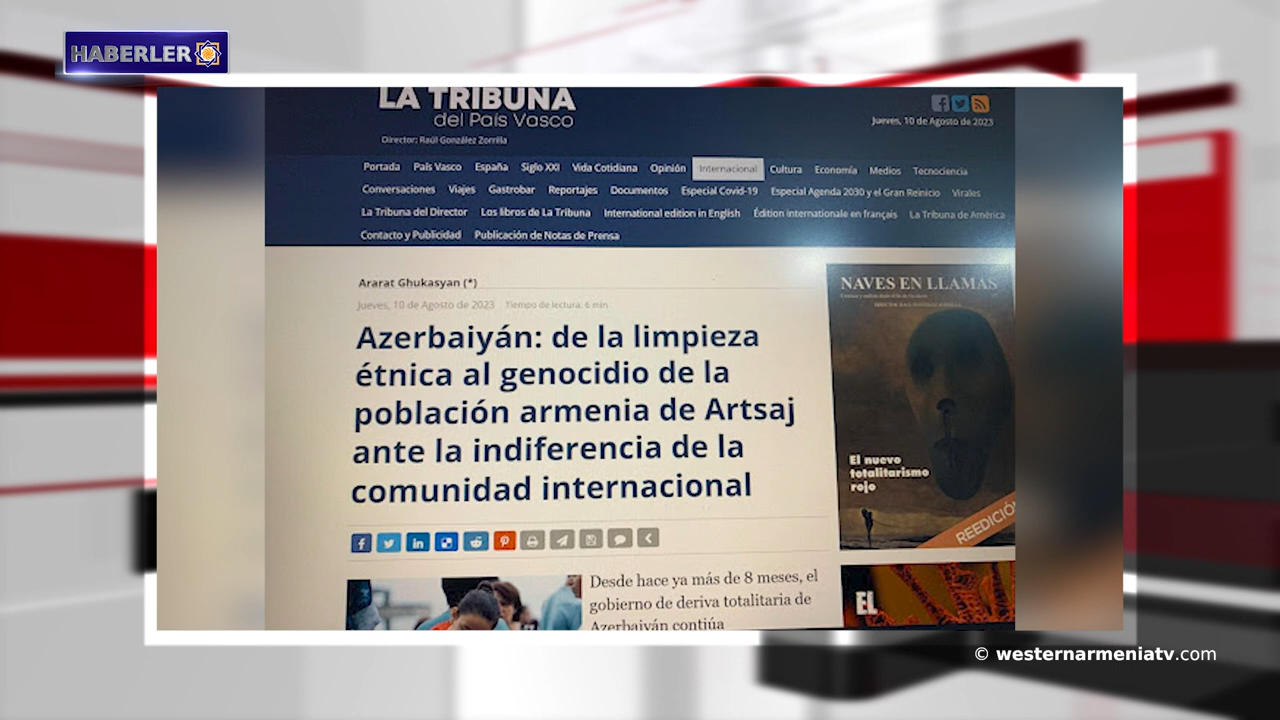 HABERLER
LA TRIBUNA
del País Vasco
Director: Raúl González Zorrilla
Jueves, 10 de Agosto de 2023
Portada País Vasco España Siglo XXI Vida Cotidiana Opinión Internacional Cultura Economía Medios Tecnociencia
Conversaciones Viajes Gastrobar Reportajes Documentos Especial Covid-19 Especial Agenda 2030 y el Gran Reinicio Virales
La Tribuna del Director Los libros de La Tribuna International edition in English Édition internationale en français La Tribuna de América
Contacto y Publicidad Publicación de Notas de Prensa
Ararat Ghukasyan (*)
Jueves, 10 de Agosto de 2023 Tiempo de lectura: 6 min
Azerbaiyán: de la limpieza
étnica al genocidio de la
población armenia de Artsaj
ante la indiferencia de la
comunidad internacional
Desde hace ya más de 8 meses, el
gobierno de deriva totalitaria de
Azerbaiyán contiúa
NAVES EN LLAMAS
El nuevo
totalitarismo
rojo
REEDICIÓ
EL
© westernarmeniatv.com